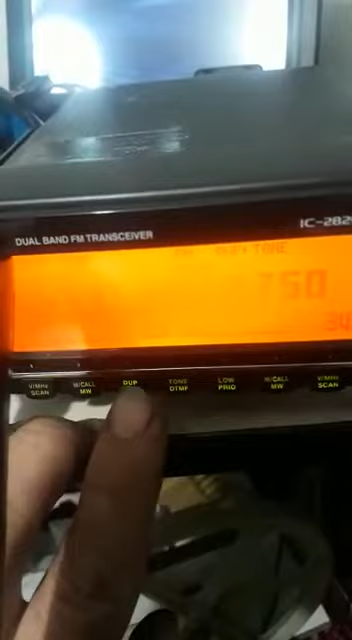 DUAL BAND FM TRANSCEIVER
IC-282
TONE
750
34
V/MHz W/CALL DUP TONE LOW W/CALL V/MHz
SCAN MW DTMF PRIO MW SCAN